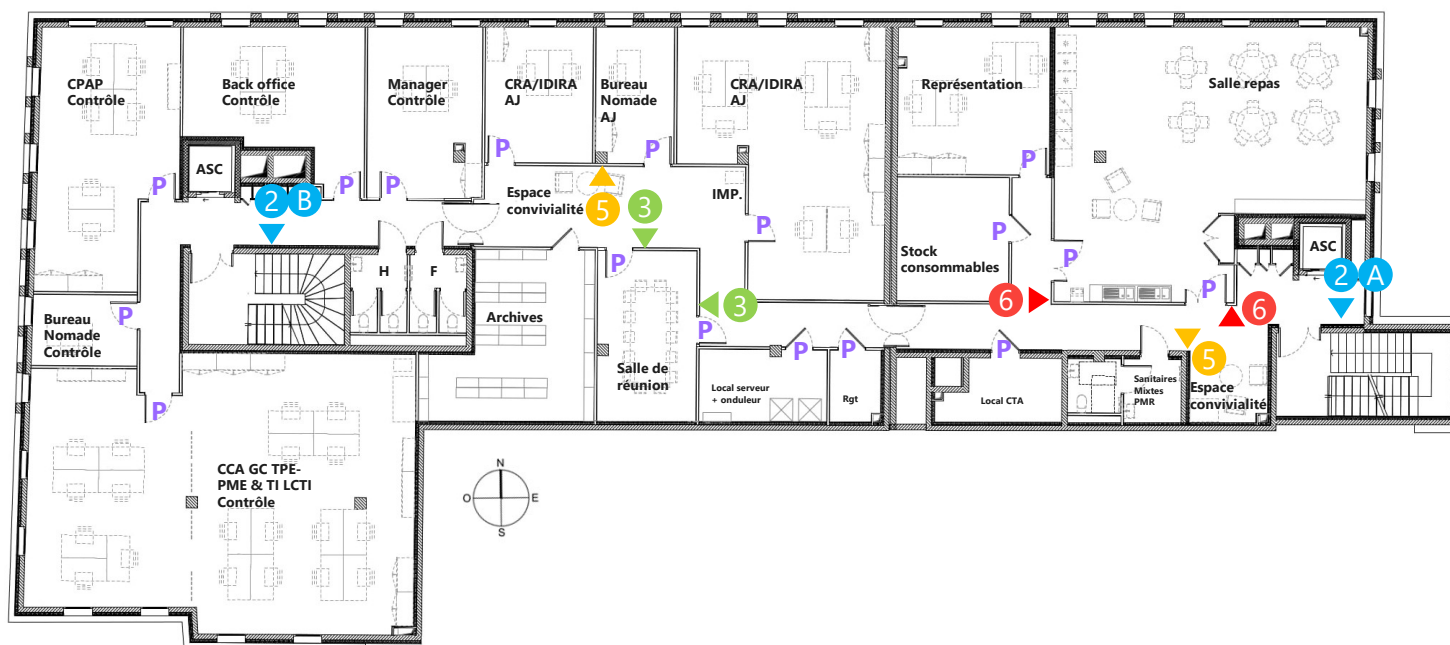 CPAP
Contrôle
Back office
Contrôle
Manager
Contrôle
CRA/IDIRA
AJ
Bureau
Nomade
AJ
CRA/IDIRA
AJ
Représentation
Salle repas
P
P
P
ASC
P
P
P
P
2 B
Espace
convivialité
5
3
IMP.
P
P
Stock
consommables
P
ASC
2 A
H
F
P
P
Archives
3
6
6
Bureau
Nomade
Contrôle
P
P
P
P
P
5
Salle de
réunion
Local serveur
+ onduleur
Rgt
Local CTA
Sanitaires
Mixtes
PMR
Espace
convivialité
P
CCA GC TPE-
PME & TI LCTI
Contrôle
N
O
E
S